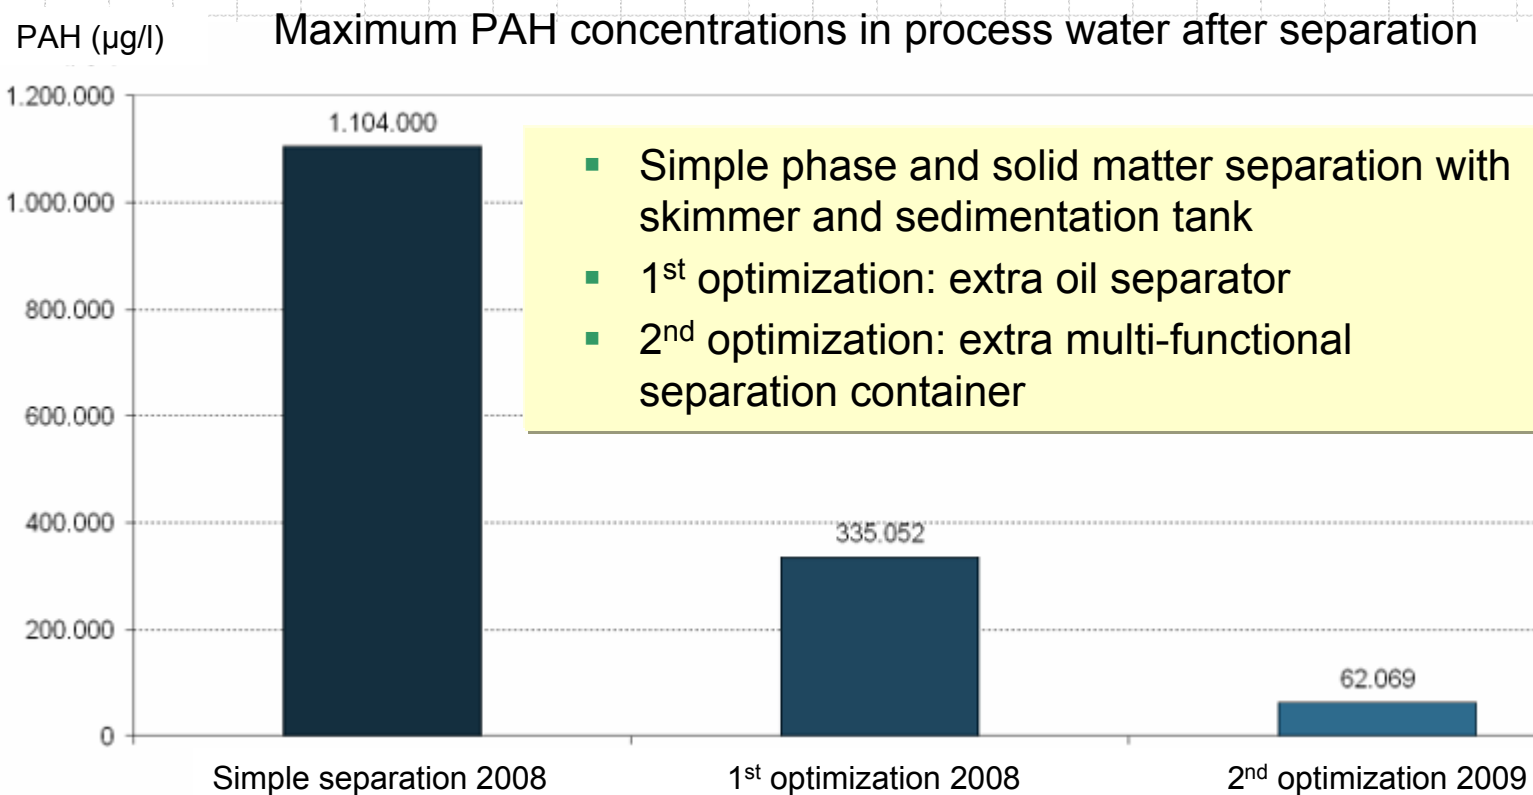 PAH (µg/l)
Maximum PAH concentrations in process water after separation
1.200.000
1.000.000
800.000
600.000
400.000
200.000
0
1.104.000
335.052
62.069
▪ Simple phase and solid matter separation with
skimmer and sedimentation tank
▪ 1st optimization: extra oil separator
▪ 2nd optimization: extra multi-functional
separation container
Simple separation 2008
1st optimization 2008
2nd optimization 2009